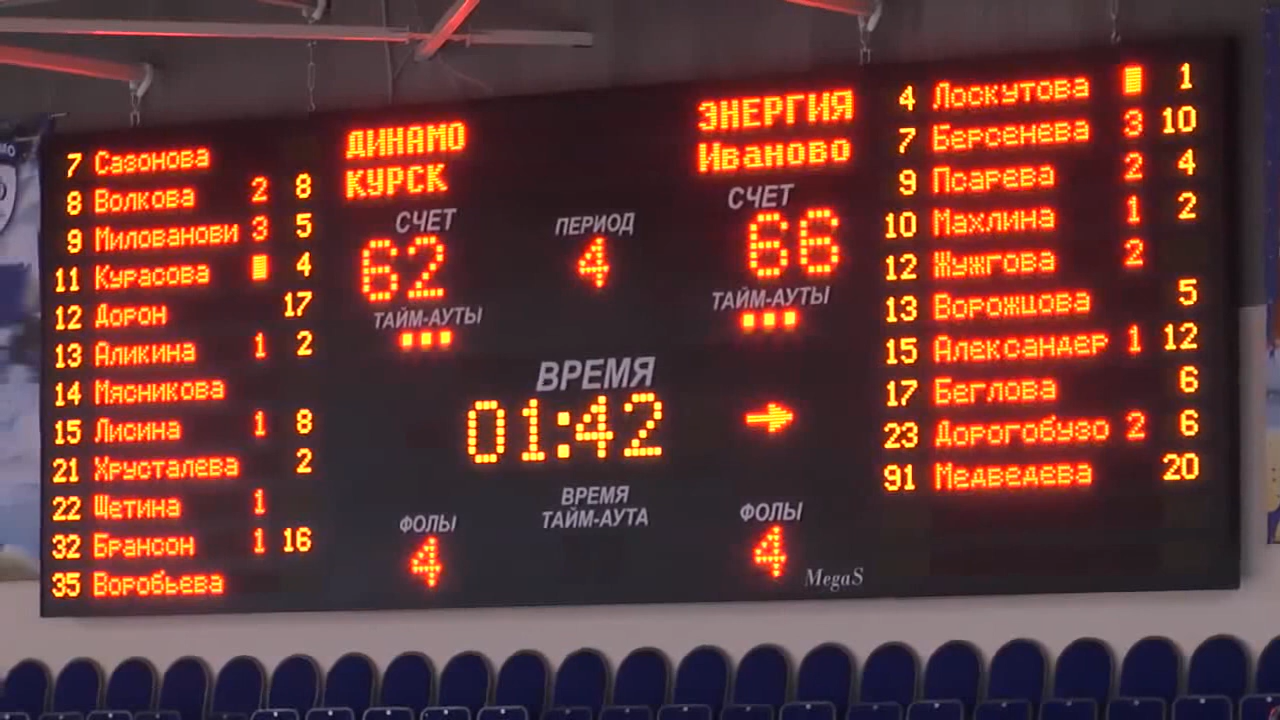 7 Сазонова
8 Волкова 2 8
9 Миловanови 3 5
11 Курасова 4
12 Дорон 17
13 Аликина 1 2
14 Мясникова
15 Лисина 1 8
21 Хрусталева 2
22 Щетина 1
32 Брансон 1 16
35 Воробьева
ДИНАМО
КУРСК
СЧЕТ
62
ТАЙМ-АУТЫ
ФОЛЫ
4
ПЕРИОД
4
ВРЕМЯ
01:42
ВРЕМЯ
ТАЙМ-АУТА
ЭНЕРГИЯ
Иваново
СЧЕТ
66
ТАЙМ-АУТЫ
ФОЛЫ
4
MegaS
4 Лоскутова 1
7 Берсенева 3 10
9 Псарева 2 4
10 Махлина 1 2
12 Жужгова 2
13 Ворожцова 5
15 Александер 1 12
17 Беглова 6
23 Дорогобузо 2 6
91 Медведева 20